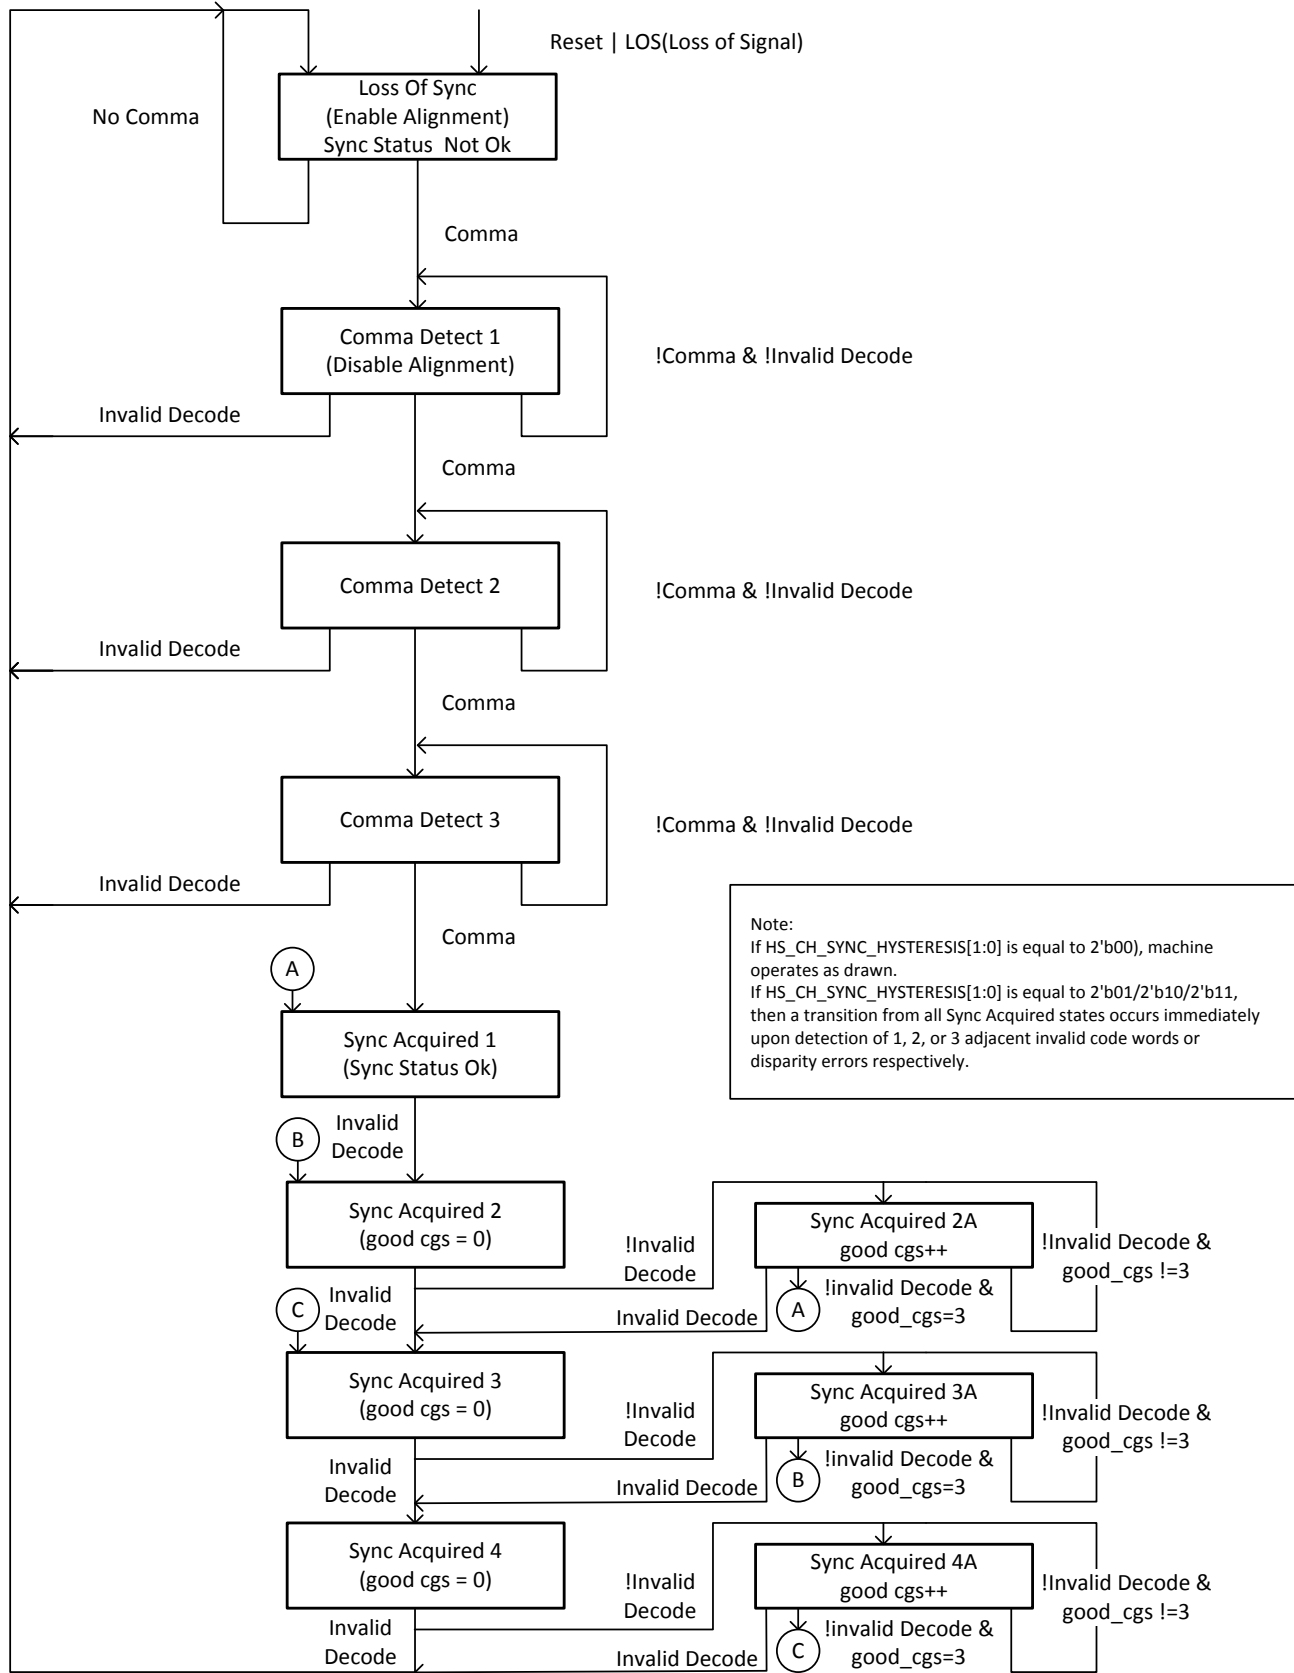 Reset | LOS(Loss of Signal)
Loss Of Sync
(Enable Alignment)
Sync Status  Not Ok
No Comma
Comma
Comma Detect 1
(Disable Alignment)
!Comma & !Invalid Decode
Invalid Decode
Comma
Comma Detect 2
!Comma & !Invalid Decode
Invalid Decode
Comma
Comma Detect 3
!Comma & !Invalid Decode
Invalid Decode
Comma
Note:
If HS_CH_SYNC_HYSTERESIS[1:0] is equal to 2'b00), machine
operates as drawn.
If HS_CH_SYNC_HYSTERESIS[1:0] is equal to 2'b01/2'b10/2'b11,
then a transition from all Sync Acquired states occurs immediately
upon detection of 1, 2, or 3 adjacent invalid code words or
disparity errors respectively.
A
Sync Acquired 1
(Sync Status Ok)
Invalid
Decode
B
Sync Acquired 2
(good cgs = 0)
!Invalid
Decode
Sync Acquired 2A
good cgs++
!Invalid Decode &
good_cgs !=3
!invalid Decode &
good_cgs=3
A
Invalid Decode
Invalid
Decode
C
Sync Acquired 3
(good cgs = 0)
!Invalid
Decode
Sync Acquired 3A
good cgs++
!Invalid Decode &
good_cgs !=3
!invalid Decode &
good_cgs=3
B
Invalid Decode
Invalid
Decode
Sync Acquired 4
(good cgs = 0)
!Invalid
Decode
Sync Acquired 4A
good cgs++
!Invalid Decode &
good_cgs !=3
!invalid Decode &
good_cgs=3
C
Invalid Decode
Invalid
Decode